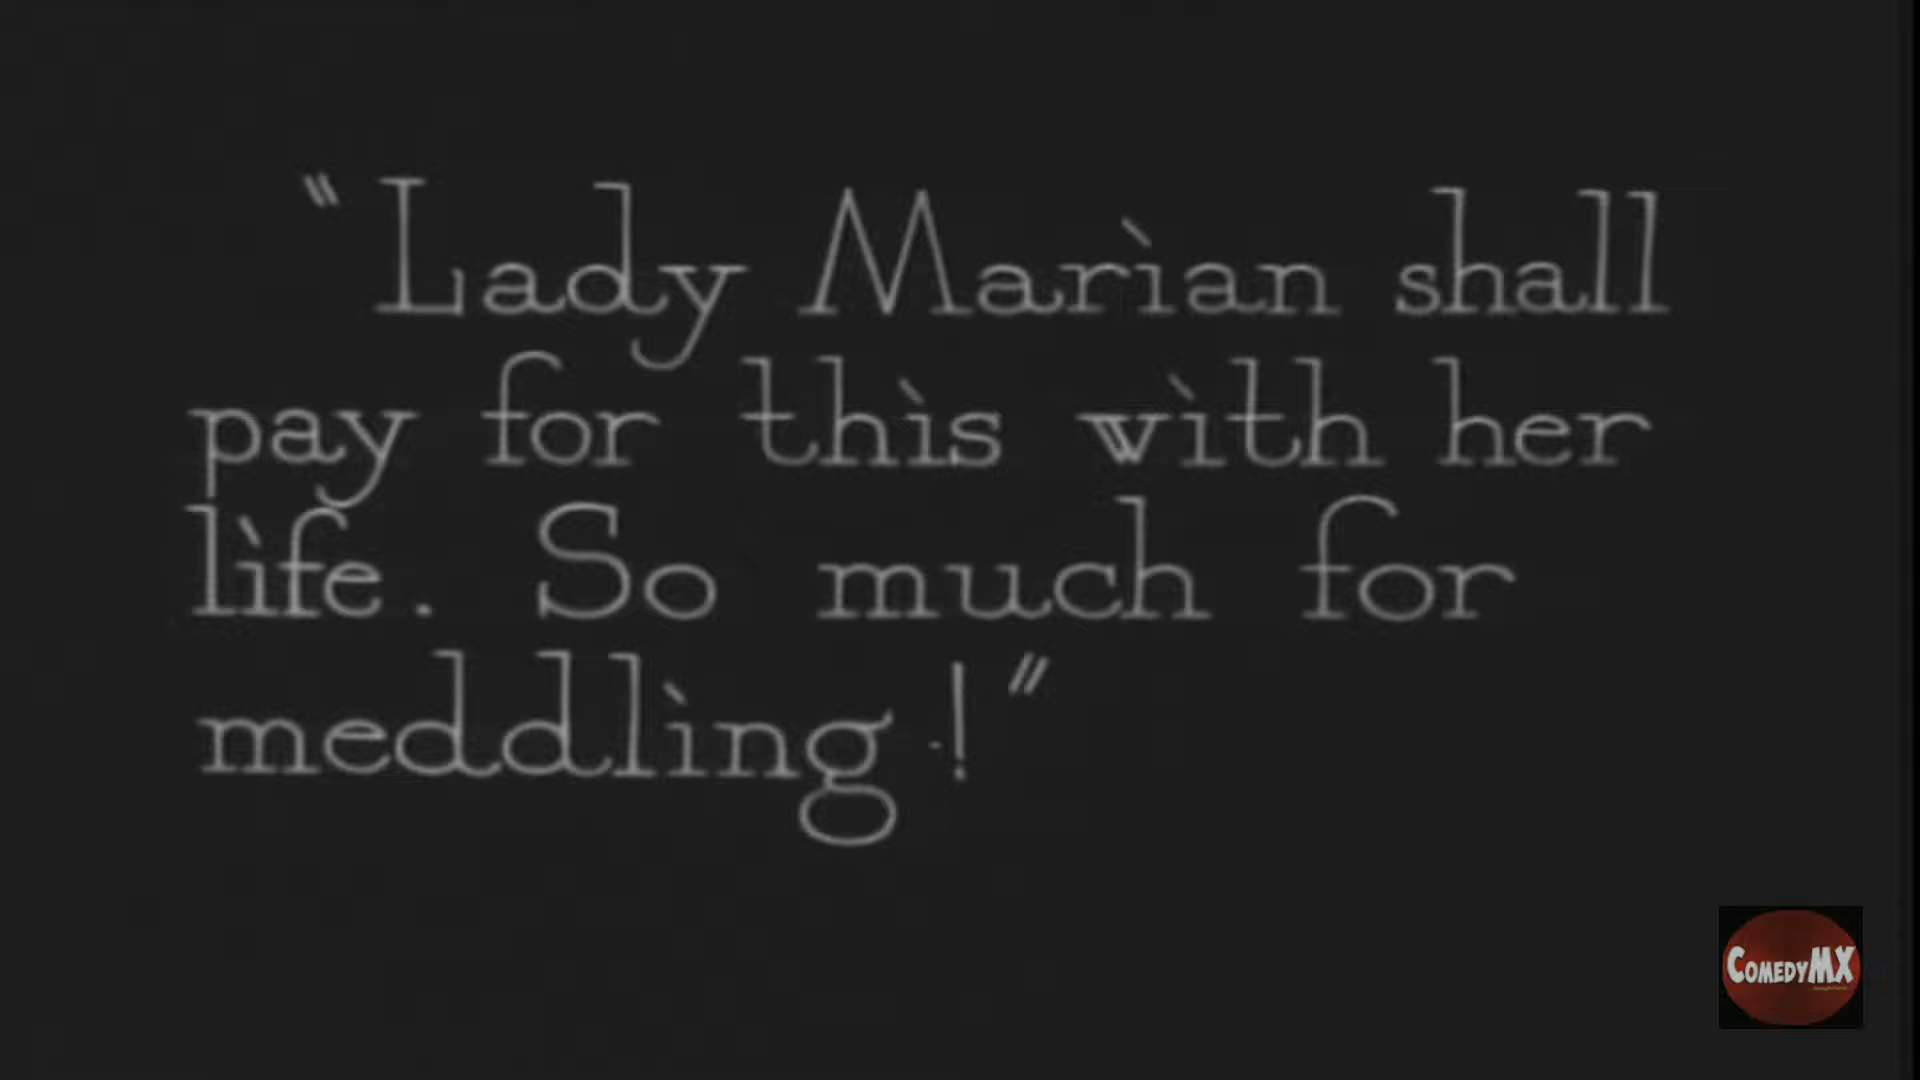 “Lady Marian shall
pay for this with her
life. So much for
meddling!”
COMEDYMX